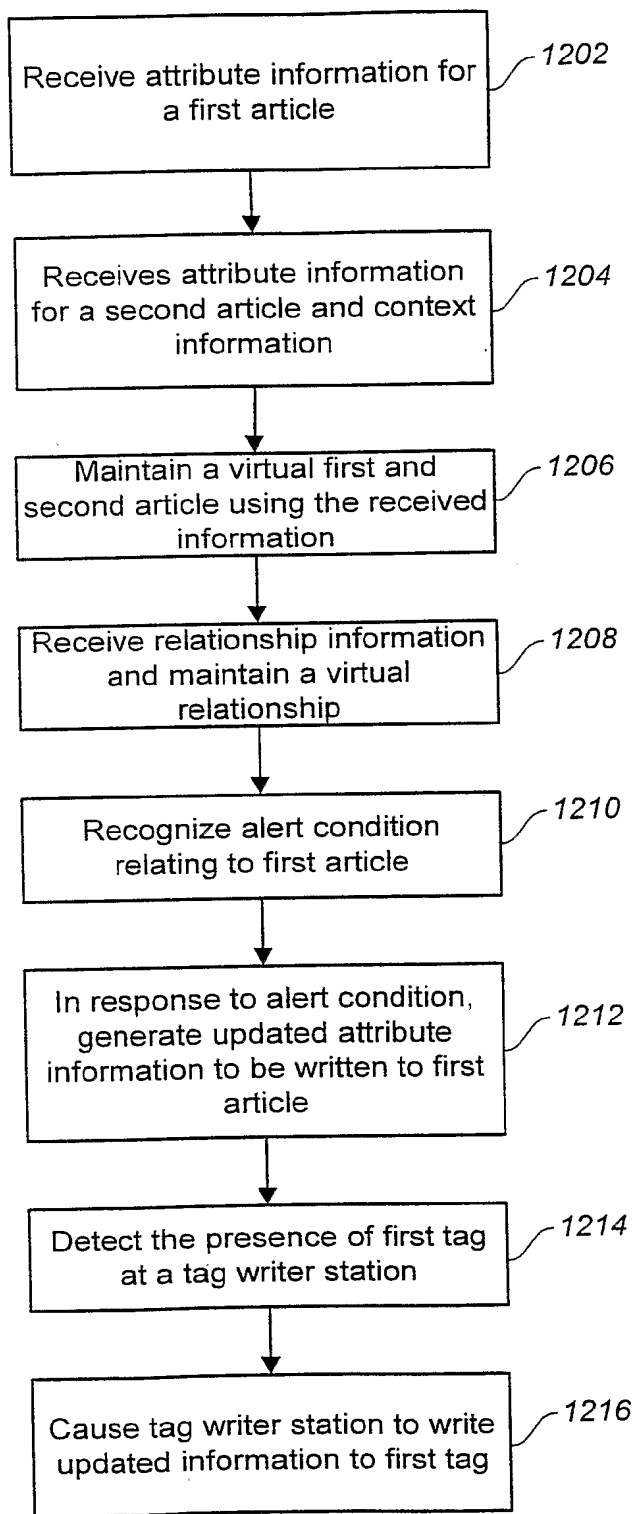 Receive attribute information for
a first article
1202
Receives attribute information
for a second article and context
information
1204
Maintain a virtual first and
second article using the received
information
1206
Receive relationship information
and maintain a virtual
relationship
1208
Recognize alert condition
relating to first article
1210
In response to alert condition,
generate updated attribute
information to be written to first
article
1212
Detect the presence of first tag
at a tag writer station
1214
Cause tag writer station to write
updated information to first tag
1216